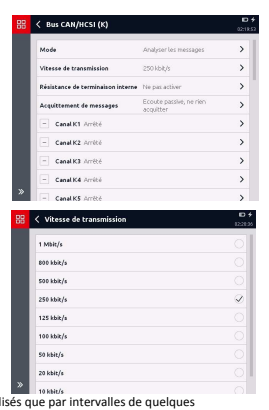 Bus CAN/HCSI (K)
02:19:53
Mode Analyser les messages
Vitesse de transmission 250 kbit/s
Résistance de terminaison interne Ne pas activer
Acquittement de messages Ecoute passive, ne rien
acquitter
Canal K1 Arrêté
Canal K2 Arrêté
Canal K3 Arrêté
Canal K4 Arrêté
Canal K5 Arrêté
Vitesse de transmission
02:28:36
1 Mbit/s
800 kbit/s
500 kbit/s
250 kbit/s
125 kbit/s
100 kbit/s
50 kbit/s
20 kbit/s
10 kbit/s
lisés que par intervalles de quelques